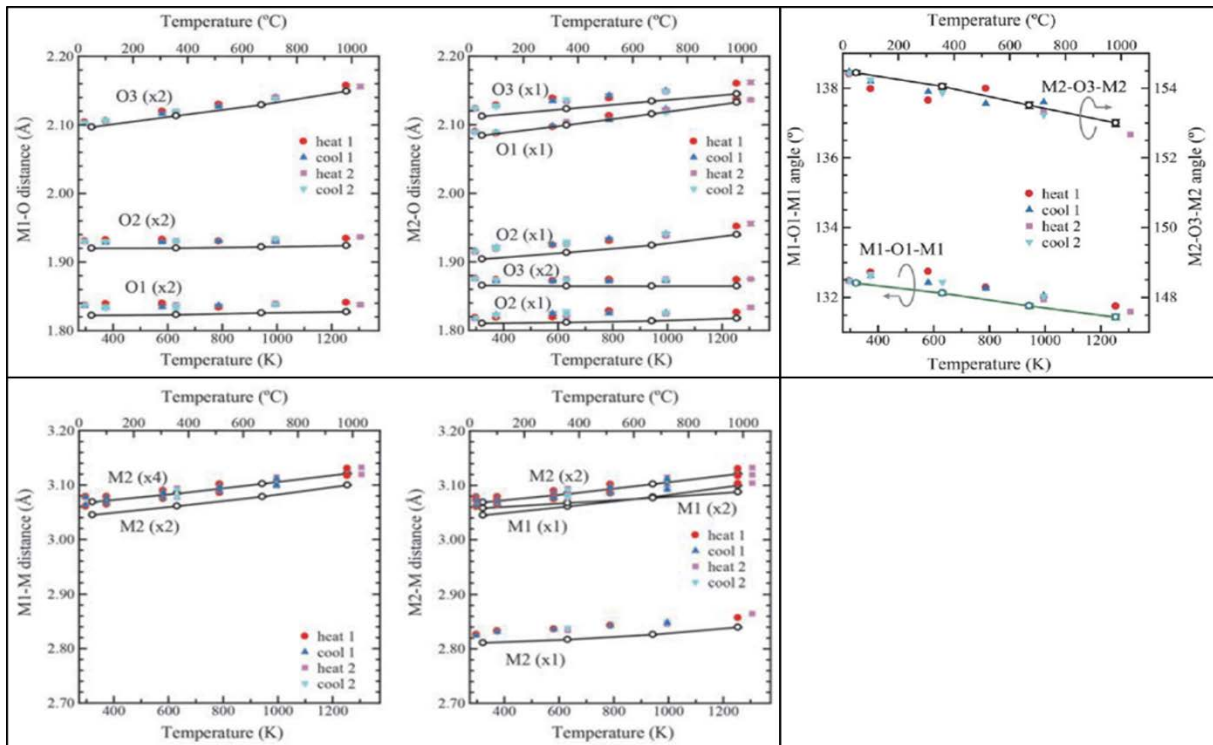 Temperature (ºC)
0 200 400 600 800 1000
2.20
2.10
2.00
1.90
1.80
M1-O distance (Å)
O3 (x2)
heat 1
cool 1
heat 2
cool 2
O2 (x2)
O1 (x2)
400 600 800 1000 1200
Temperature (K)
Temperature (ºC)
0 200 400 600 800 1000
2.20
2.10
2.00
1.90
1.80
M2-O distance (Å)
O3 (x1)
O1 (x1)
heat 1
cool 1
heat 2
cool 2
O2 (x1)
O3 (x2)
O2 (x1)
400 600 800 1000 1200
Temperature (K)
Temperature (ºC)
0 200 400 600 800 1000
138
136
134
132
M1-O1-M1 angle (º)
M2-O3-M2
154
152
150
148
M2-O3-M2 angle (º)
heat 1
cool 1
heat 2
cool 2
M1-O1-M1
400 600 800 1000 1200
Temperature (K)
Temperature (ºC)
0 200 400 600 800 1000
3.20
3.10
3.00
2.90
2.80
2.70
M1-M distance (Å)
M2 (x4)
M2 (x2)
heat 1
cool 1
heat 2
cool 2
400 600 800 1000 1200
Temperature (K)
Temperature (ºC)
0 200 400 600 800 1000
3.20
3.10
3.00
2.90
2.80
2.70
M2-M distance (Å)
M2 (x2)
M1 (x1)
M1 (x2)
heat 1
cool 1
heat 2
cool 2
M2 (x1)
400 600 800 1000 1200
Temperature (K)